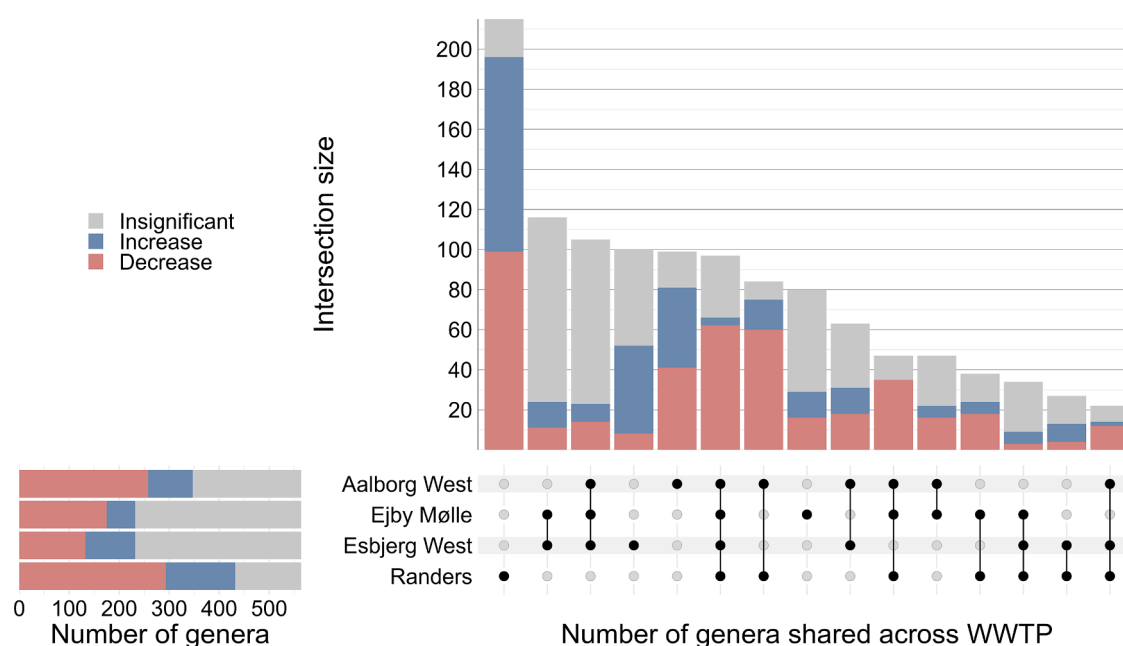 200
180
160
140
120
100
80
60
40
20
Intersection size
Insignificant
Increase
Decrease
Aalborg West
Ejby Mølle
Esbjerg West
Randers
0 100 200 300 400 500
Number of genera
Number of genera shared across WWTP